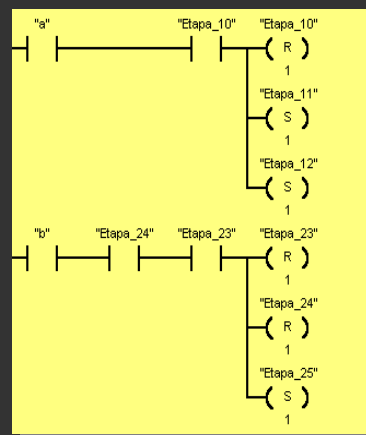 "a" "Etapa_10" "Etapa_10"
R
1
"Etapa_11"
S
1
"Etapa_12"
S
1
"b" "Etapa_24" "Etapa_23" "Etapa_23"
R
1
"Etapa_24"
R
1
"Etapa_25"
S
1